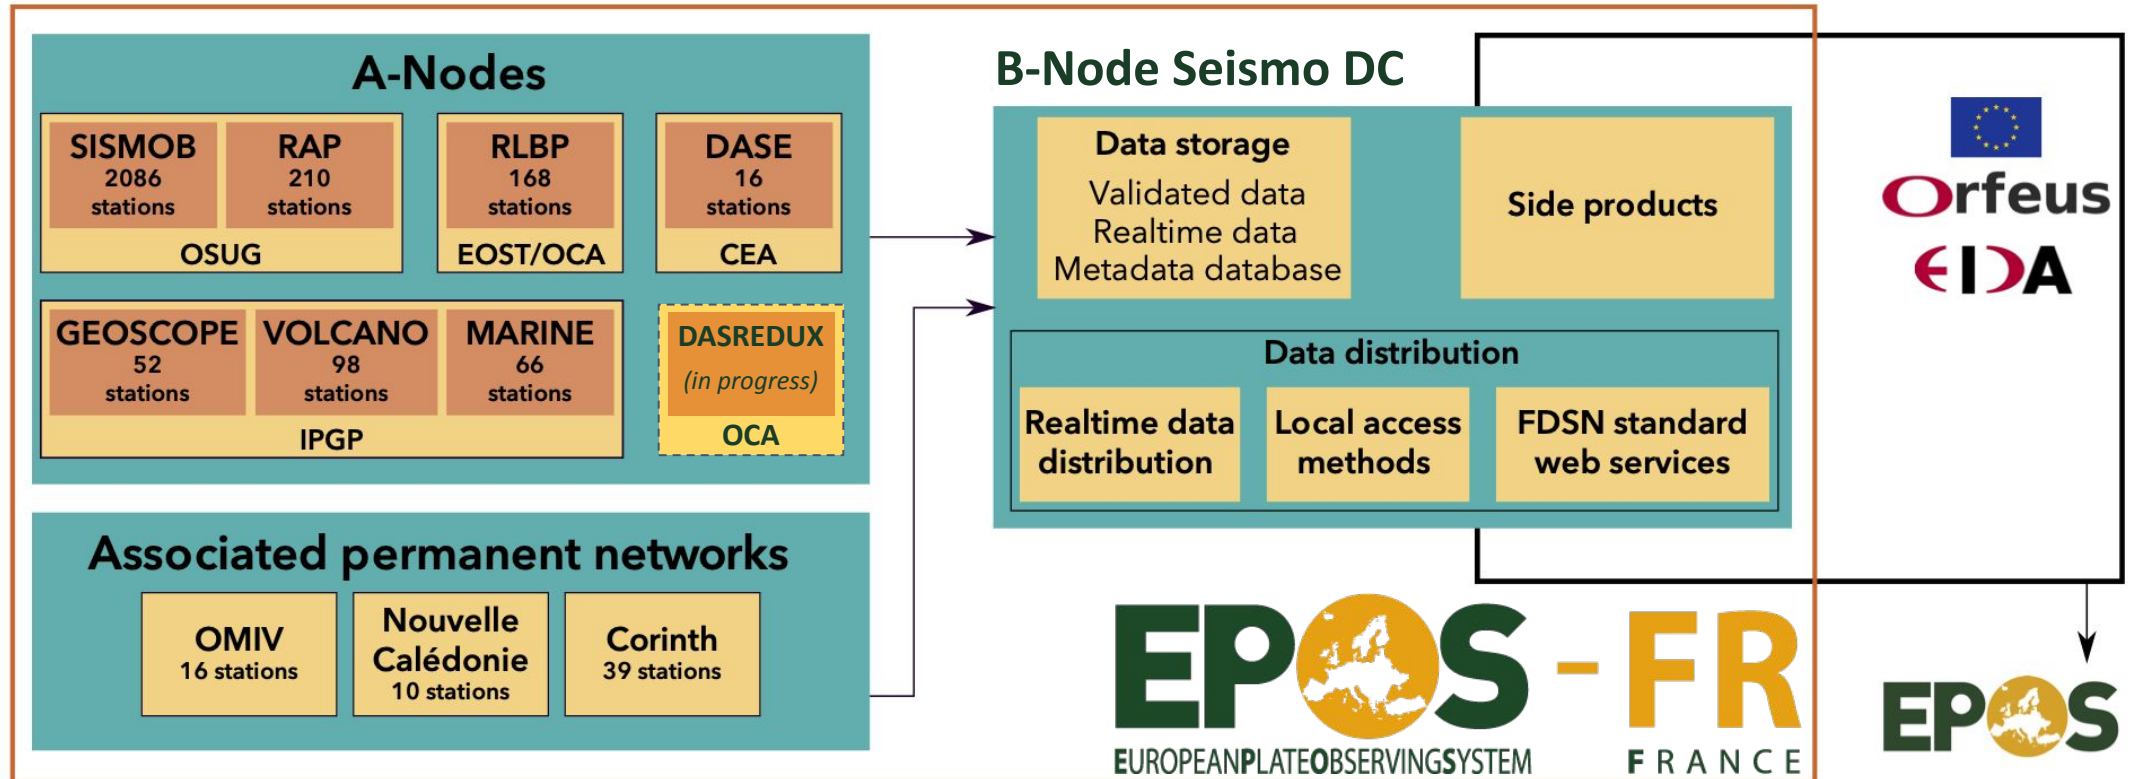 A-Nodes
SISMOB
2086
stations
RAP
210
stations
OSUG
RLBP
168
stations
EOST/OCA
DASE
16
stations
CEA
GEOSCOPE
52
stations
VOLCANO
98
stations
MARINE
66
stations
IPGP
DASREDUX
(in progress)
OCA
Associated permanent networks
OMIV
16 stations
Nouvelle
Calédonie
10 stations
Corinth
39 stations
B-Node Seismo DC
Data storage
Validated data
Realtime data
Metadata database
Side products
Data distribution
Realtime data
distribution
Local access
methods
FDSN standard
web services
Orfeus
EIDA
EPOS-FR
EUROPEANPLATEOBSERVINGSYSTEM
FRANCE
EPOS